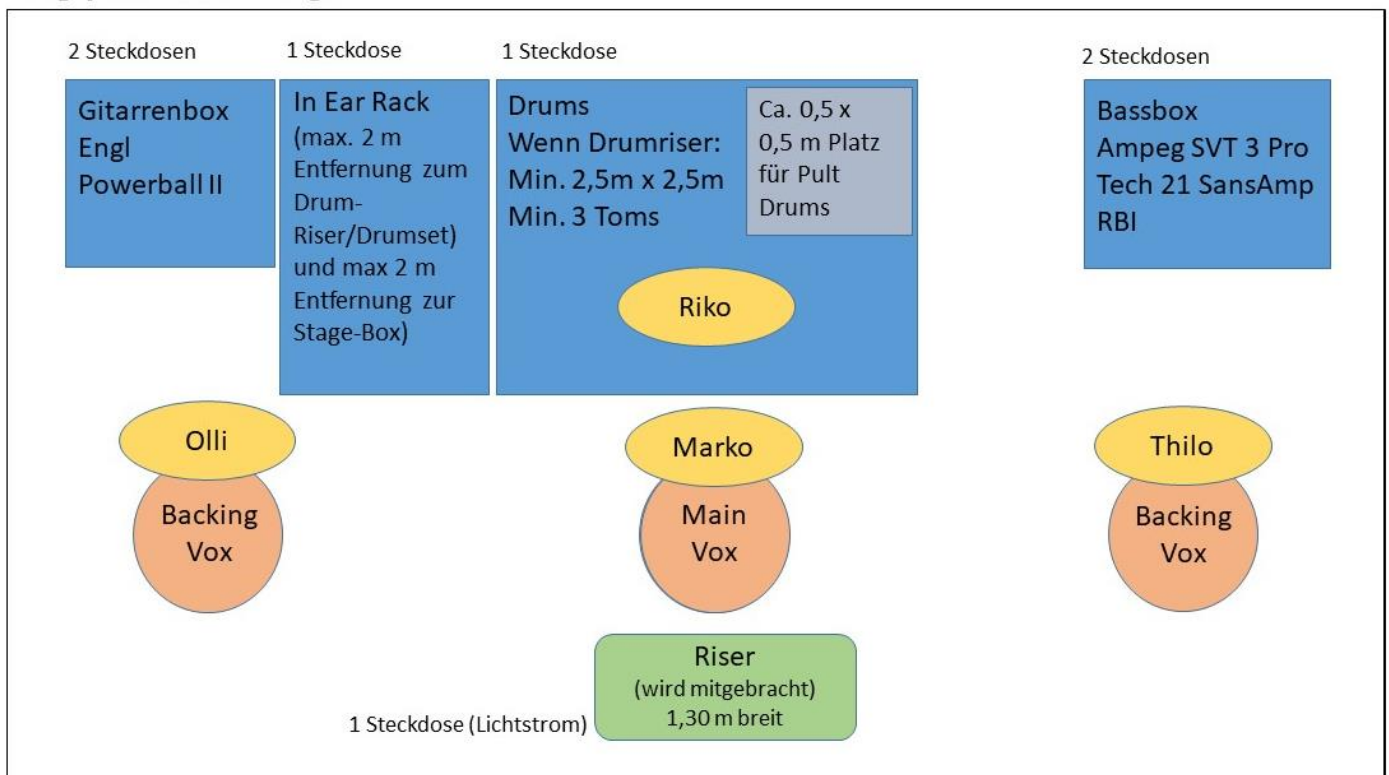 2 Steckdosen
1 Steckdose
1 Steckdose
2 Steckdosen
Gitarrenbox
Engl
Powerball II
In Ear Rack
(max. 2 m
Entfernung zum
Drum-
Riser/Drumset)
und max 2 m
Entfernung zur
Stage-Box)
Drums
Wenn Drumriser:
Min. 2,5m x 2,5m
Min. 3 Toms
Ca. 0,5 x
0,5 m Platz
für Pult
Drums
Riko
Bassbox
Ampeg SVT 3 Pro
Tech 21 SansAmp
RBI
Olli
Backing
Vox
Marko
Main
Vox
Thilo
Backing
Vox
Riser
(wird mitgebracht)
1,30 m breit
1 Steckdose (Lichtstrom)